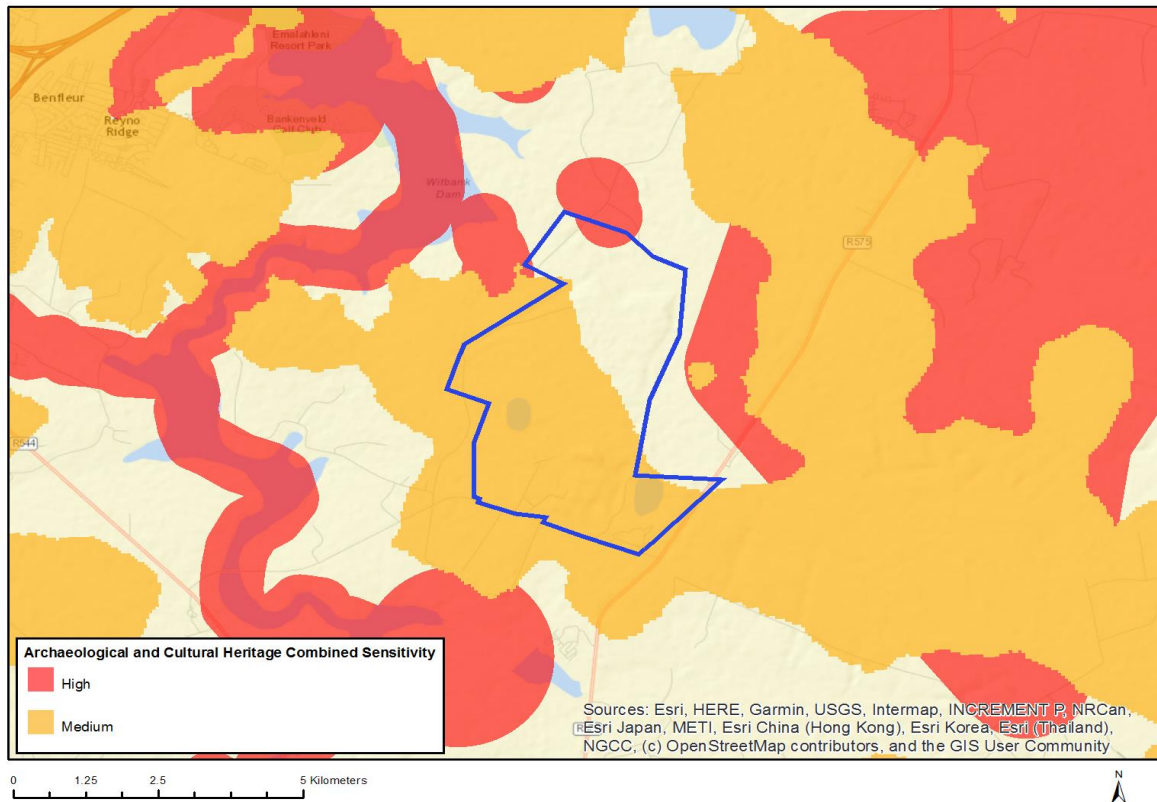 Emalahleni
Resort Park
Benfleur
Reyno
Ridge
Bankenveld
Golf Club
Witbank
Dam
R575
R544
Archaeological and Cultural Heritage Combined Sensitivity
High
Medium
Sources: Esri, HERE, Garmin, USGS, Intermap, INCREMENT P, NRCan,
Esri Japan, METI, Esri China (Hong Kong), Esri Korea, Esri (Thailand),
NGCC, (c) OpenStreetMap contributors, and the GIS User Community
0 1.25 2.5 5 Kilometers
N